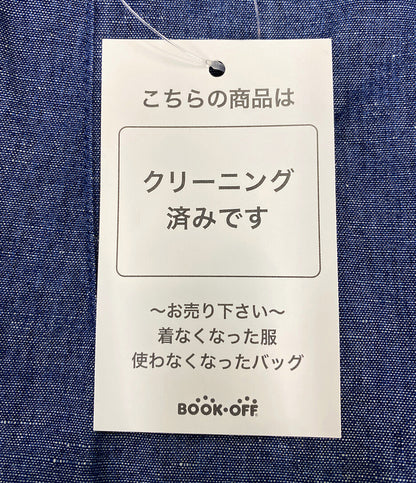 こちらの商品は
クリーニング
済みです
〜お売り下さい〜
着なくなった服
使わなくなったバッグ
BOOK・OFF